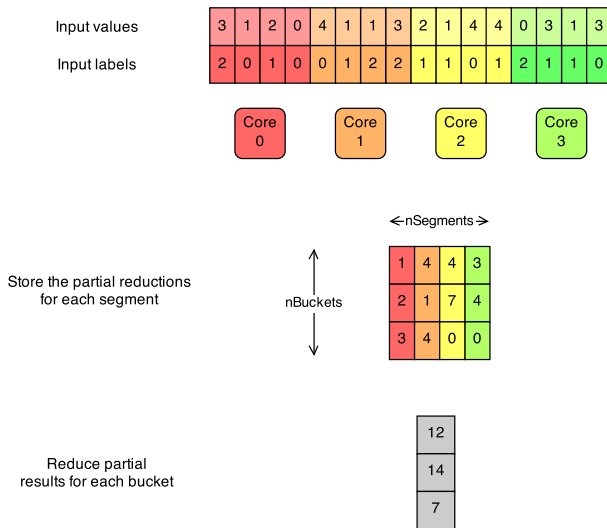 Input values 3 1 2 0 4 1 1 3 2 1 4 4 0 3 1 3
Input labels 2 0 1 0 0 1 2 2 1 1 0 1 2 1 1 0
Core
0
Core
1
Core
2
Core
3
nSegments
Store the partial reductions
for each segment
nBuckets
1 4 4 3
2 1 7 4
3 4 0 0
Reduce partial
results for each bucket
12
14
7